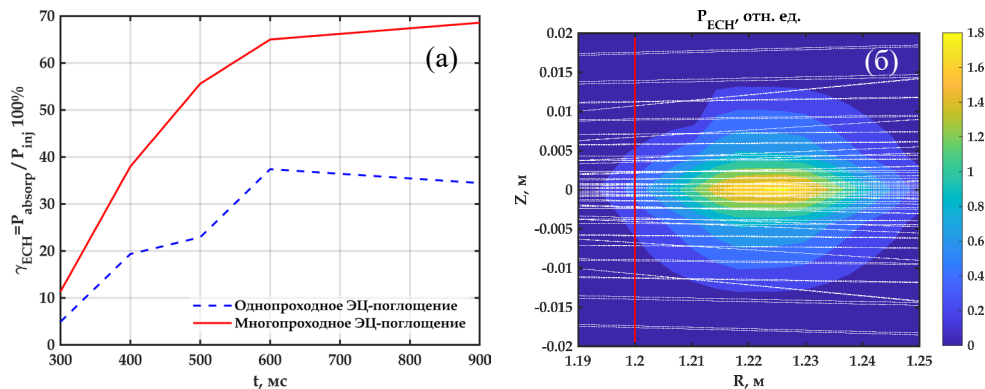 70
60
50
40
30
20
10
0
γECH=Pabsorp/ Pinj 100%
(а)
Однопроходное ЭЦ-поглощение
Многопроходное ЭЦ-поглощение
300 400 500 600 700 800 900
t, мс
PECH, отн. ед.
(б)
0.02
0.015
0.01
0.005
0
-0.005
-0.01
-0.015
-0.02
Z, м
1.19 1.2 1.21 1.22 1.23 1.24 1.25
R, м
1.8
1.6
1.4
1.2
1
0.8
0.6
0.4
0.2
0